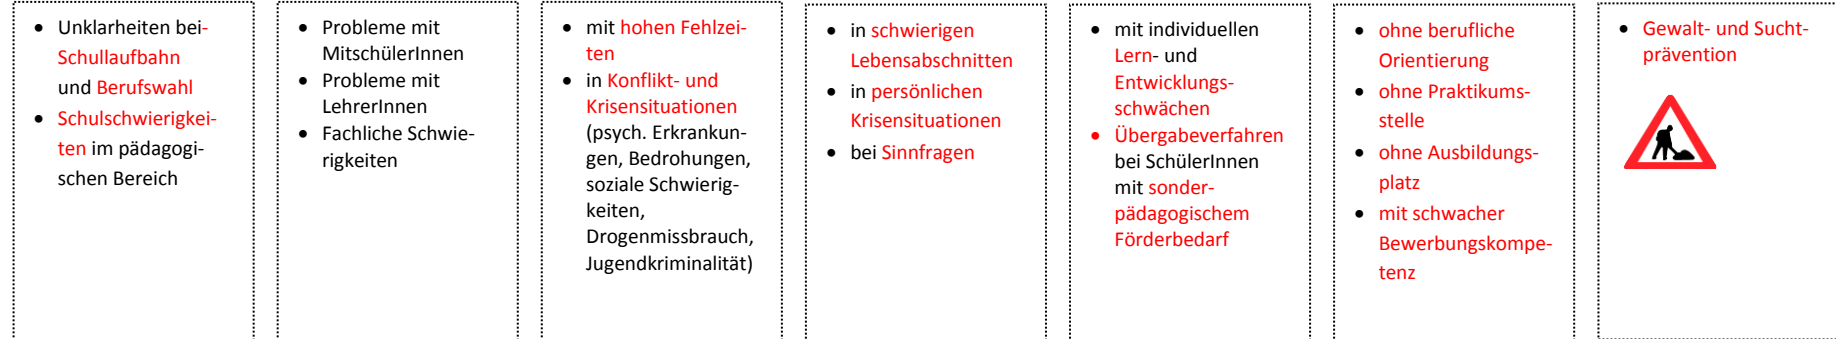 • Unklarheiten bei-
Schullaufbahn
und Berufswahl
• Schulschwierigkei-
ten im pädagogi-
schen Bereich
• Probleme mit
MitschülerInnen
• Probleme mit
LehrerInnen
• Fachliche Schwie-
rigkeiten
• mit hohen Fehlzei-
ten
• in Konflikt- und
Krisensituationen
(psych. Erkrankun-
gen, Bedrohungen,
soziale Schwierig-
keiten,
Drogenmissbrauch,
Jugendkriminalität)
• in schwierigen
Lebensabschnitten
• in persönlichen
Krisensituationen
• bei Sinnfragen
• mit individuellen
Lern- und
Entwicklungs-
schwächen
• Übergabeverfahren
bei SchülerInnen
mit sonder-
pädagogischem
Förderbedarf
• ohne berufliche
Orientierung
• ohne Praktikums-
stelle
• ohne Ausbildungs-
platz
• mit schwacher
Bewerbungskompe-
tenz
• Gewalt- und Sucht-
prävention